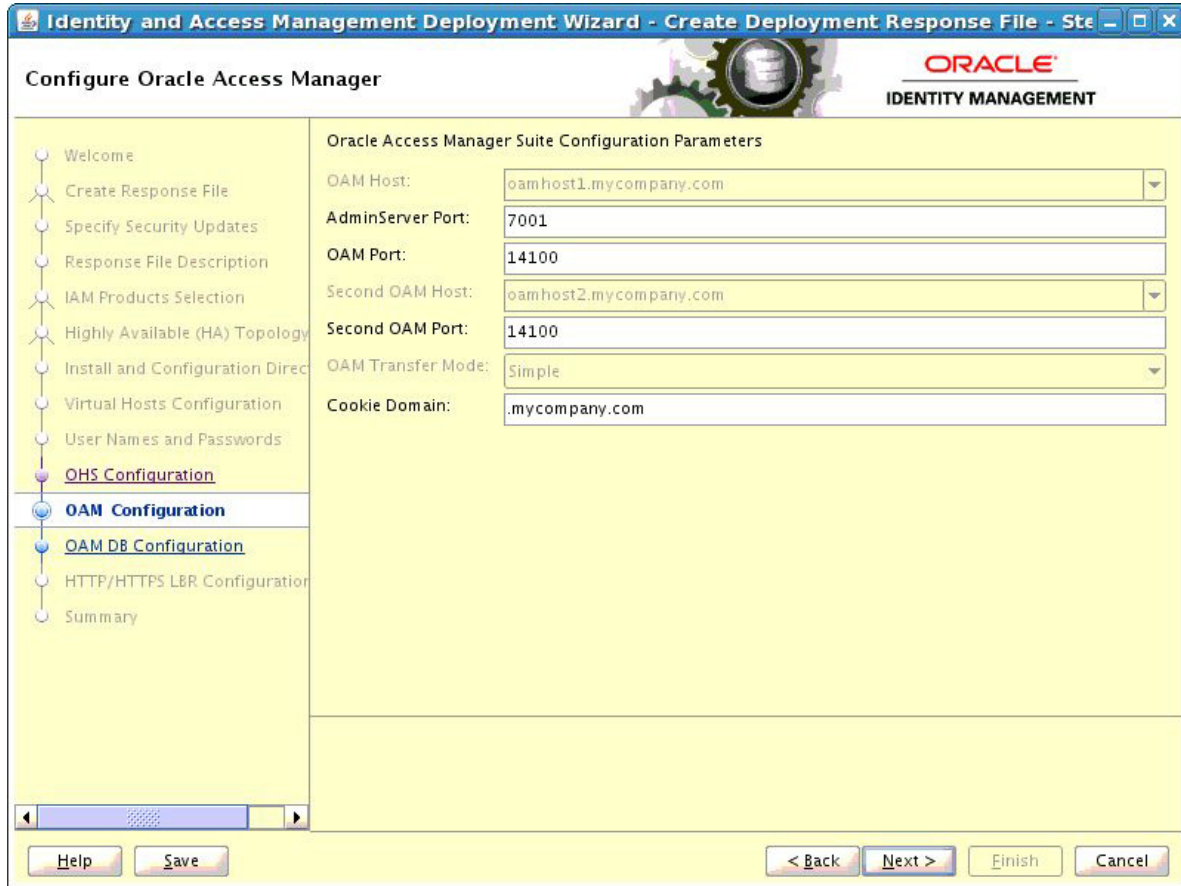 Identity and Access Management Deployment Wizard - Create Deployment Response File - Ste
Configure Oracle Access Manager
ORACLE
IDENTITY MANAGEMENT
Welcome
Create Response File
Specify Security Updates
Response File Description
IAM Products Selection
Highly Available (HA) Topology
Install and Configuration Direc
Virtual Hosts Configuration
User Names and Passwords
OHS Configuration
OAM Configuration
OAM DB Configuration
HTTP/HTTPS LBR Configuration
Summary
Oracle Access Manager Suite Configuration Parameters
OAM Host: oamhost1.mycompany.com
AdminServer Port: 7001
OAM Port: 14100
Second OAM Host: oamhost2.mycompany.com
Second OAM Port: 14100
OAM Transfer Mode: Simple
Cookie Domain: .mycompany.com
Help Save < Back Next > Finish Cancel